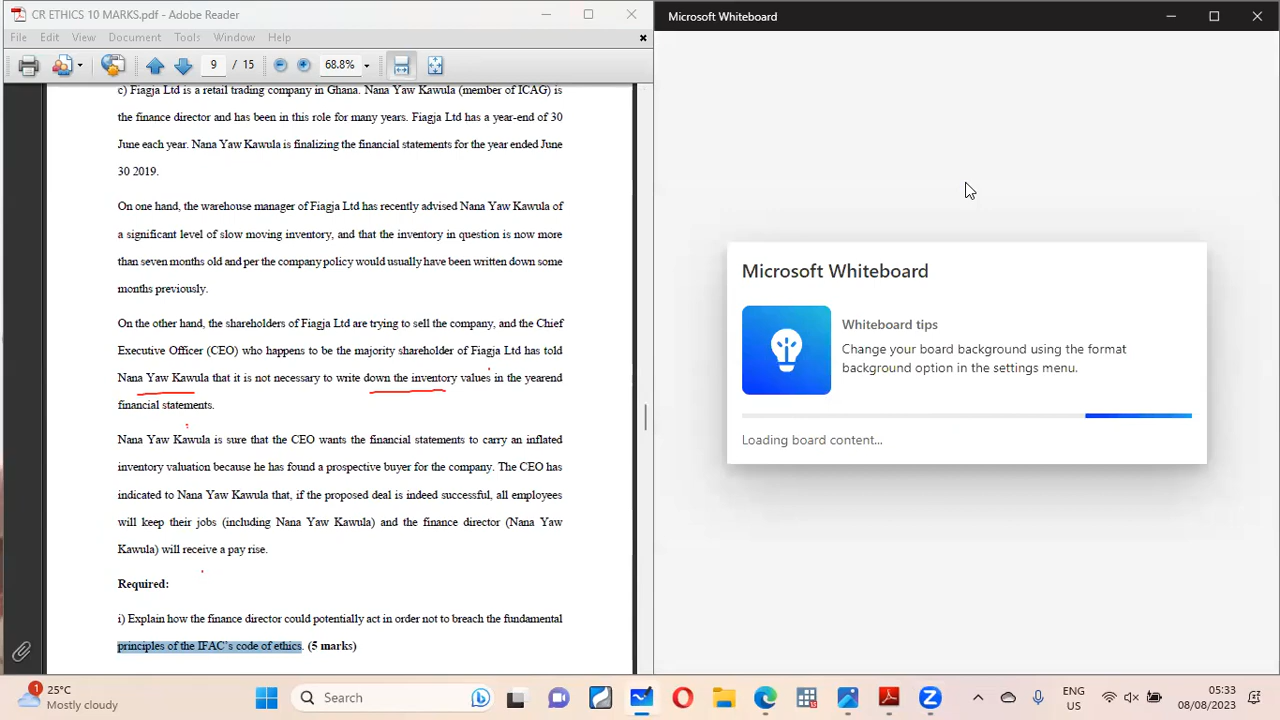 CR ETHICS 10 MARKS.pdf - Adobe Reader
File Edit View Document Tools Window Help
9 / 15 68.8%
c) Fiagja Ltd is a retail trading company in Ghana. Nana Yaw Kawula (member of ICAG) is
the finance director and has been in this role for many years. Fiagja Ltd has a year-end of 30
June each year. Nana Yaw Kawula is finalizing the financial statements for the year ended June
30 2019.
On one hand, the warehouse manager of Fiagja Ltd has recently advised Nana Yaw Kawula of
a significant level of slow moving inventory, and that the inventory in question is now more
than seven months old and per the company policy would usually have been written down some
months previously.
On the other hand, the shareholders of Fiagja Ltd are trying to sell the company, and the Chief
Executive Officer (CEO) who happens to be the majority shareholder of Fiagja Ltd has told
Nana Yaw Kawula that it is not necessary to write down the inventory values in the yearend
financial statements.
Nana Yaw Kawula is sure that the CEO wants the financial statements to carry an inflated
inventory valuation because he has found a prospective buyer for the company. The CEO has
indicated to Nana Yaw Kawula that, if the proposed deal is indeed successful, all employees
will keep their jobs (including Nana Yaw Kawula) and the finance director (Nana Yaw
Kawula) will receive a pay rise.
Required:
i) Explain how the finance director could potentially act in order not to breach the fundamental
principles of the IFAC's code of ethics. (5 marks)
Microsoft Whiteboard
Microsoft Whiteboard
Whiteboard tips
Change your board background using the format
background option in the settings menu.
Loading board content...
1
25°C
Mostly cloudy
Search
ENG
US
05:33
08/08/2023